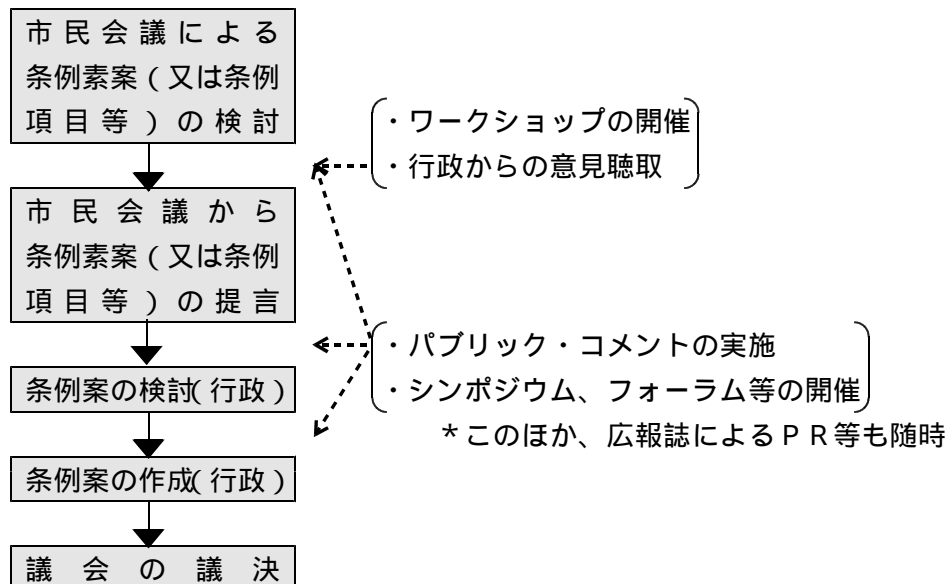 市民会議による
条例素案(又は条例
項目等)の検討
・ワークショップの開催
・行政からの意見聴取
市民会議から
条例素案(又は条例
項目等)の提言
・パブリック・コメントの実施
・シンポジウム、フォーラム等の開催
*このほか、広報誌によるPR等も随時
条例案の検討(行政)
条例案の作成(行政)
議会の議決